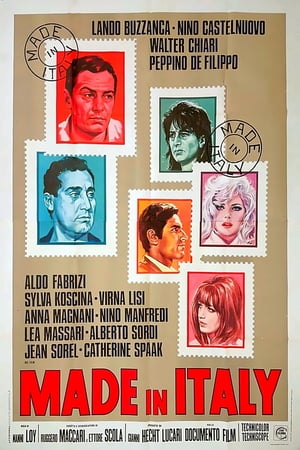 LANDO BUZZANCA - NINO CASTELNUOVO
WALTER CHIARI
PEPPINO DE FILIPPO
MADE
IN
ITALY
MADE
IN
ITALY
ALDO FABRIZI
SYLVA KOSCINA - VIRNA LISI
ANNA MAGNANI - NINO MANFREDI
LEA MASSARI - ALBERTO SORDI
JEAN SOREL - CATHERINE SPAAK
MADE IN ITALY
NANNI LOY
RUGGERO MACCARI - ETTORE SCOLA
GIANNI HECHT LUCARI
DOCUMENTO FILM
TECHNICOLOR
TECHNISCOPE